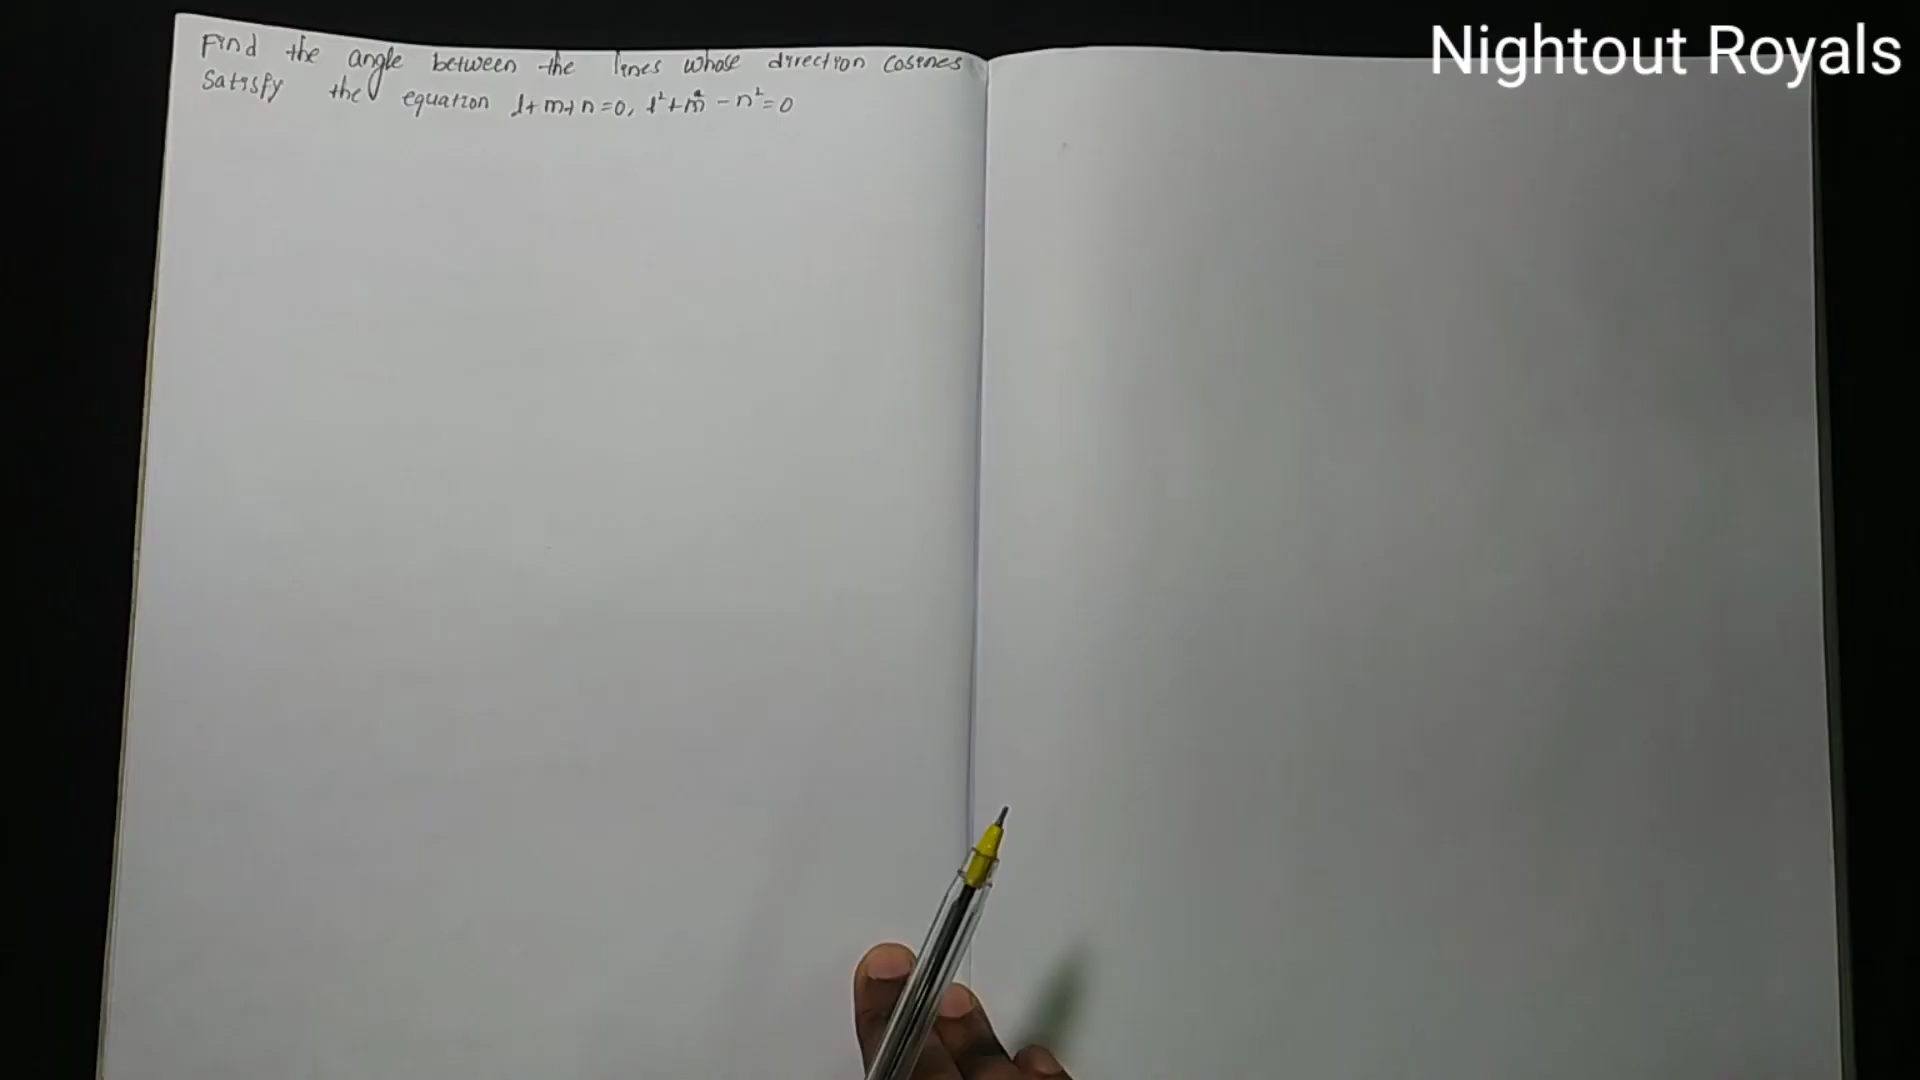 Nightout Royals
Find the angle between the lines whose direction cosines
Satisfy the equation l+m+n=0, l²+m²-n²=0